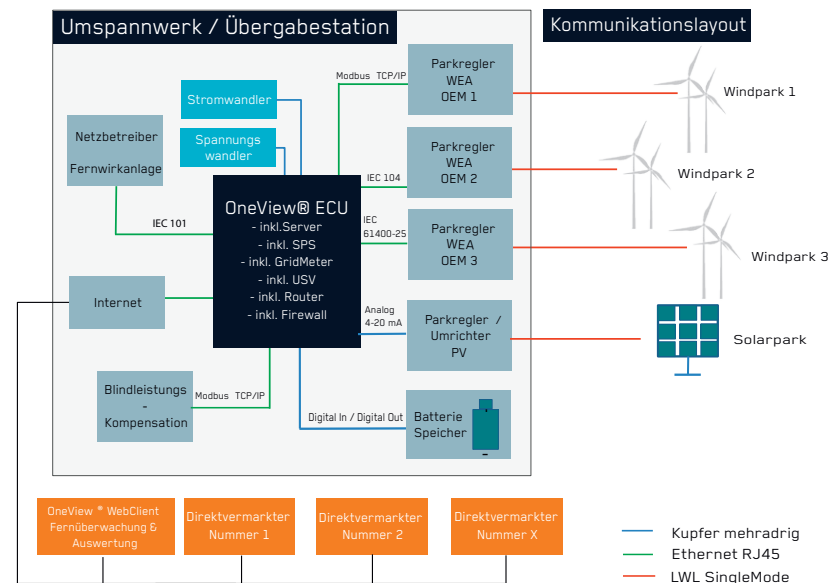 Umspannwerk / Übergabestation
Kommunikationslayout
Stromwandler
Spannungs
wandler
Netzbetreiber
Fernwirkanlage
IEC 101
Modbus TCP/IP
Parkregler
WEA
OEM 1
Windpark 1
IEC 104
Parkregler
WEA
OEM 2
Windpark 2
OneView® ECU
- inkl.Server
- inkl. SPS
- inkl. GridMeter
- inkl. USV
- inkl. Router
- inkl. Firewall
IEC
61400-25
Parkregler
WEA
OEM 3
Windpark 3
Internet
Analog
4-20 mA
Parkregler /
Umrichter
PV
Solarpark
Blindleistungs
-
Kompensation
Modbus TCP/IP
Digital In / Digital Out
Batterie
Speicher
OneView ® WebClient
Fernüberwachung &
Auswertung
Direktvermarkter
Nummer 1
Direktvermarkter
Nummer 2
Direktvermarkter
Nummer X
Kupfer mehradrig
Ethernet RJ45
LWL SingleMode